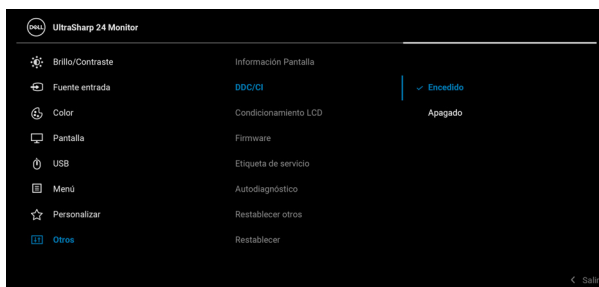 DELL UltraSharp 24 Monitor
Brillo/Contraste Información Pantalla
Fuente entrada DDC/CI Encedido
Color Condicionamiento LCD Apagado
Pantalla Firmware
USB Etiqueta de servicio
Menú Autodiagnóstico
Personalizar Restablecer otros
Otros Restablecer
Salir